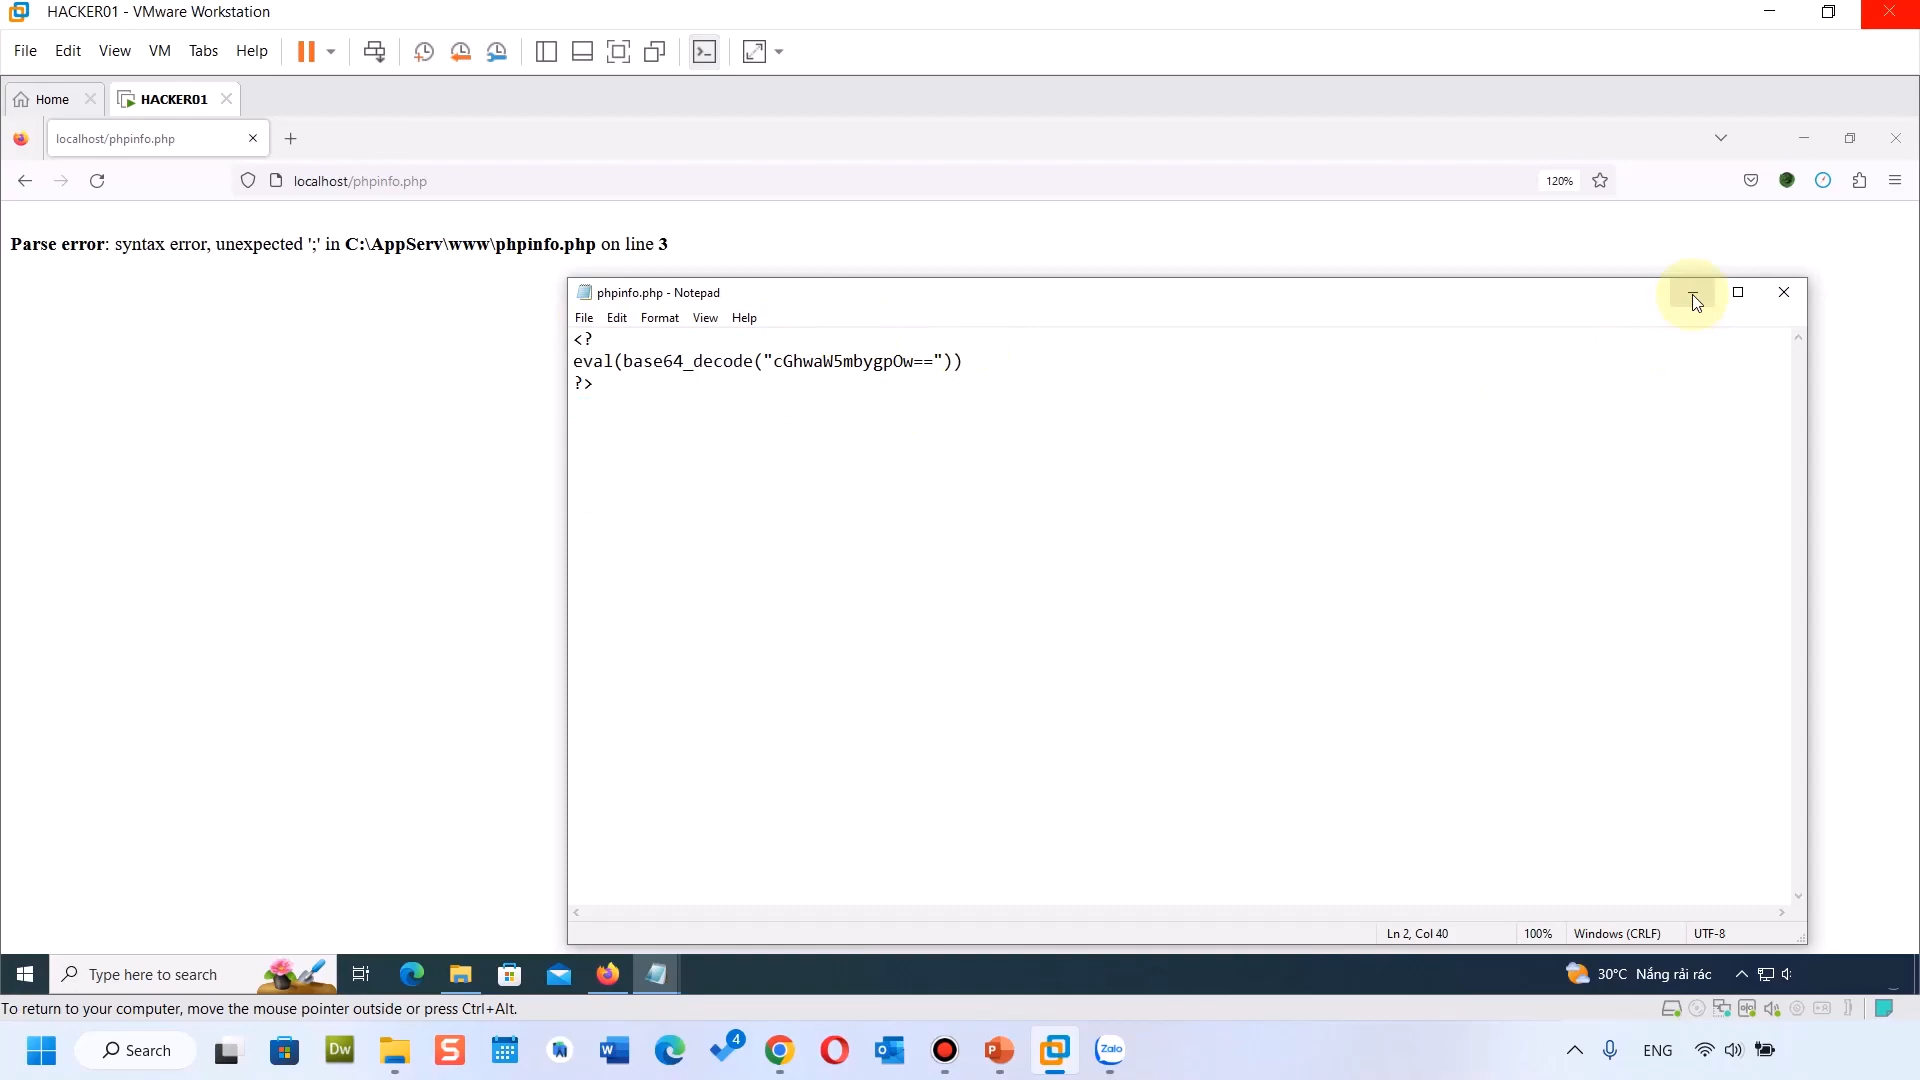 HACKER01 - VMware Workstation
File Edit View VM Tabs Help
Home HACKER01
localhost/phpinfo.php
localhost/phpinfo.php 120%
Parse error: syntax error, unexpected ';' in C:\AppServ\www\phpinfo.php on line 3
phpinfo.php - Notepad
File Edit Format View Help
<?
eval(base64_decode("cGhwaW5mbygpOw=="))
?>
Ln 2, Col 40 100% Windows (CRLF) UTF-8
Type here to search 30°C Nắng rải rác
To return to your computer, move the mouse pointer outside or press Ctrl+Alt.
Search Dw S W 4 P Zalo ENG